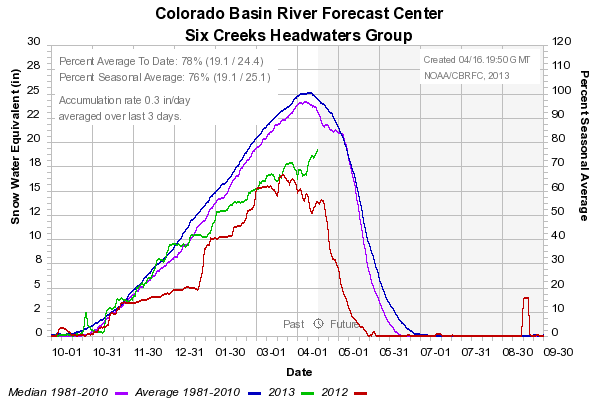 Colorado Basin River Forecast Center
Six Creeks Headwaters Group
Percent Average To Date: 78% (19.1 / 24.4)
Percent Seasonal Average: 76% (19.1 / 25.1)
Accumulation rate 0.3 in/day
averaged over last 3 days.
Created 04/16.19:50 GMT
NOAA/CBRFC, 2013
Snow Water Equivalent (in)
30
28
25
22
20
18
15
12
10
8
5
2
0
Percent Seasonal Average
120
110
100
90
80
70
60
50
40
30
20
10
0
Past Future
10-01 10-31 11-30 12-31 01-30 03-01 04-01 05-01 05-31 07-01 07-31 08-30 09-30
Date
Median 1981-2010 Average 1981-2010 2013 2012